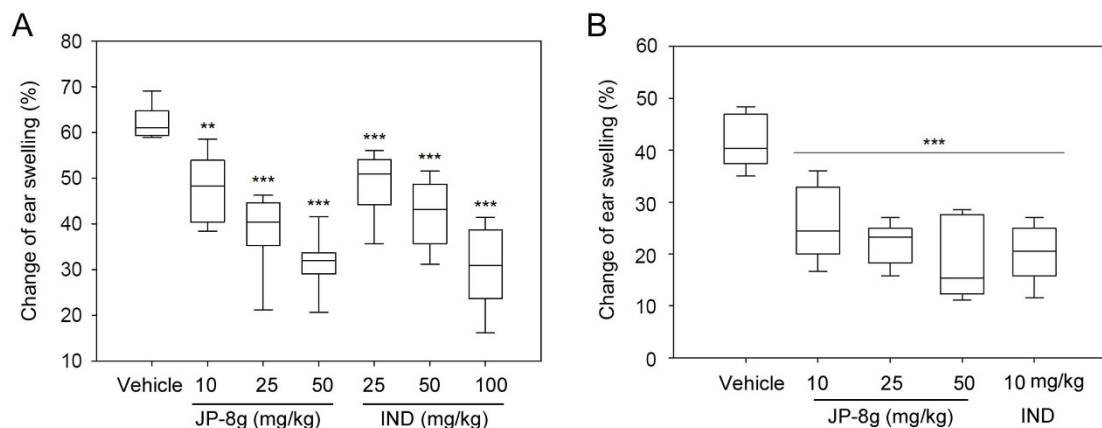 A
Change of ear swelling (%)
80
70
60
50
40
30
20
10
**
***
***
***
***
***
Vehicle 10 25 50 25 50 100
JP-8g (mg/kg) IND (mg/kg)
B
Change of ear swelling (%)
60
50
40
30
20
10
0
***
Vehicle 10 25 50 10 mg/kg
JP-8g (mg/kg) IND